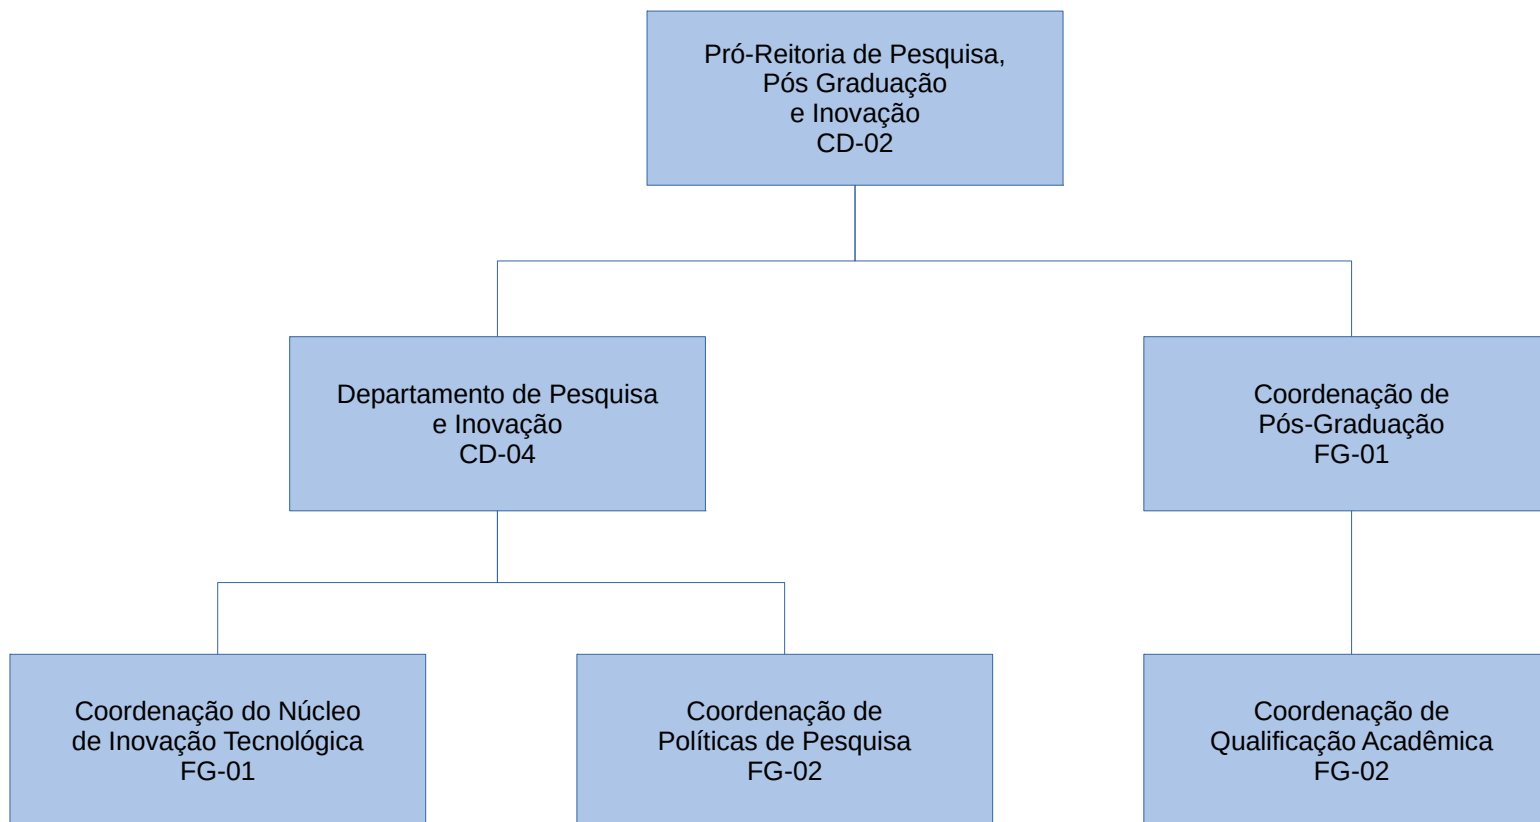 Pró-Reitoria de Pesquisa,
Pós Graduação
e Inovação
CD-02
Departamento de Pesquisa
e Inovação
CD-04
Coordenação de
Pós-Graduação
FG-01
Coordenação do Núcleo
de Inovação Tecnológica
FG-01
Coordenação de
Políticas de Pesquisa
FG-02
Coordenação de
Qualificação Acadêmica
FG-02